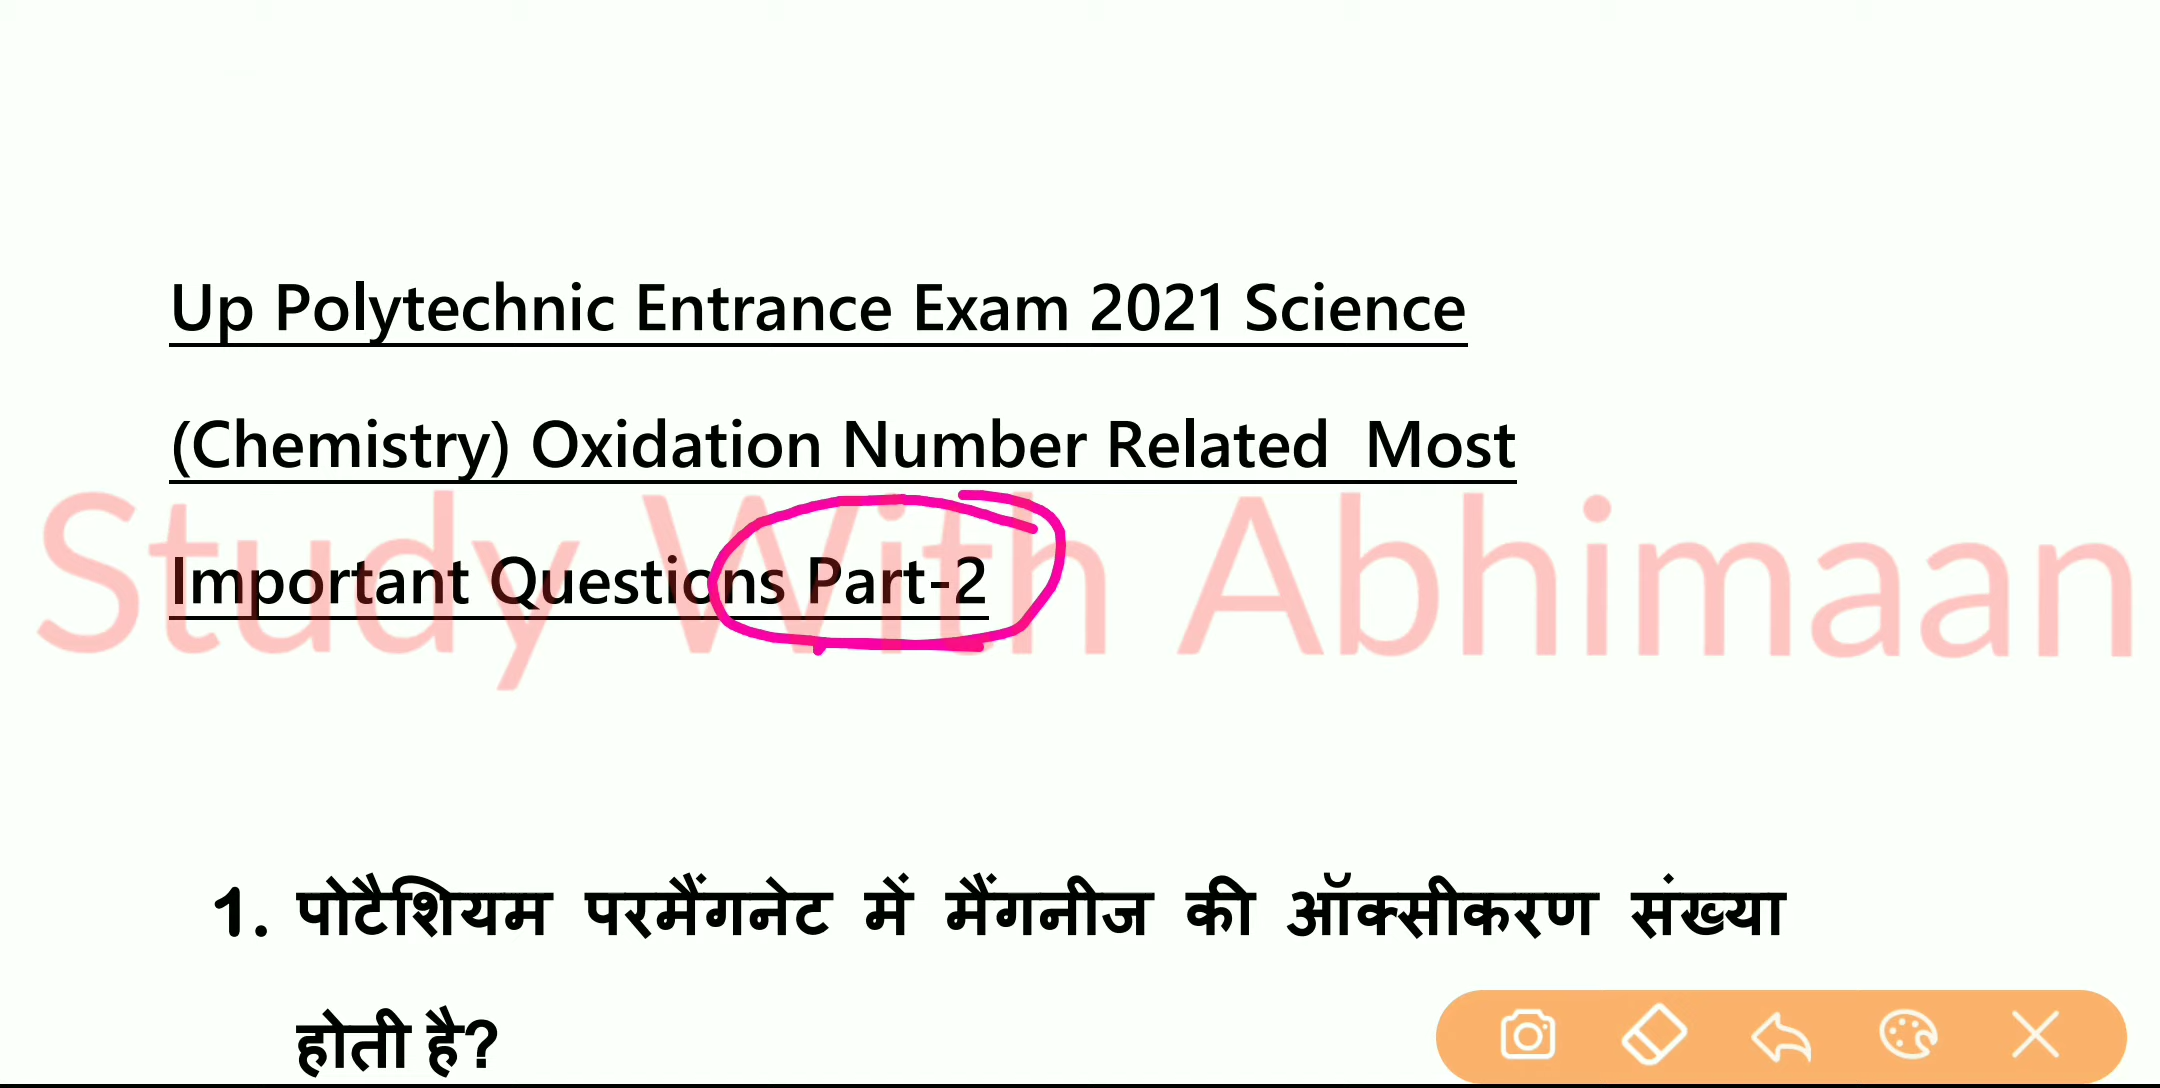 Up Polytechnic Entrance Exam 2021 Science
(Chemistry) Oxidation Number Related Most
Study With Abhimaan
Important Questions Part-2
1. पोटैशियम परमैंगनेट में मैंगनीज की ऑक्सीकरण संख्या
होती है?